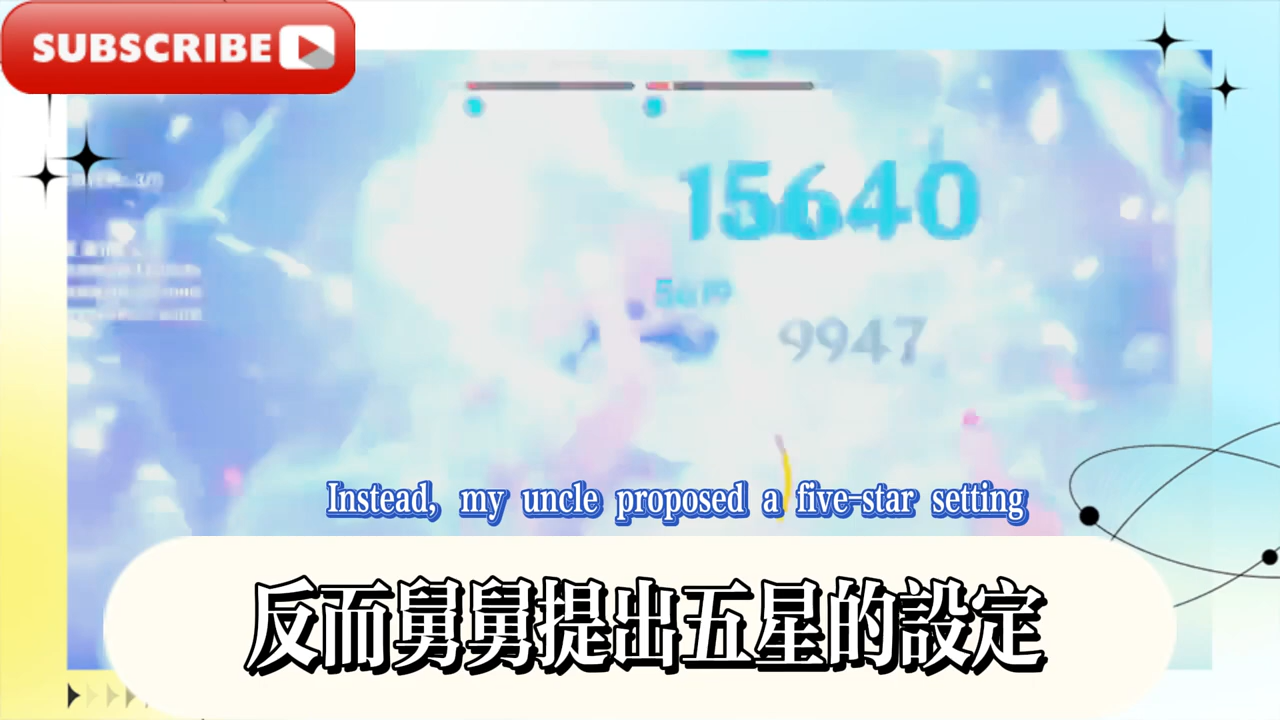 SUBSCRIBE
15640
9947
Instead, my uncle proposed a five-star setting
反而舅舅提出五星的設定